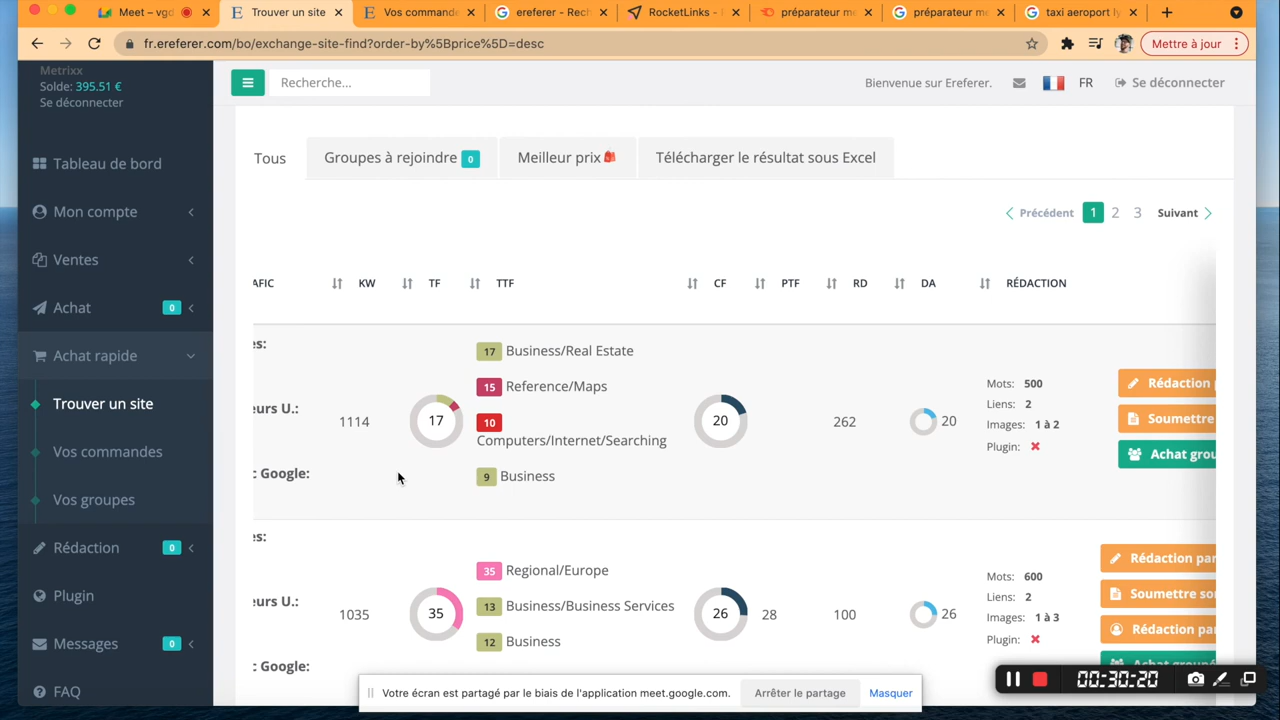 Meet – vgd
Trouver un site
Vos commande
ereferer - Rech
RocketLinks - L
préparateur me
préparateur me
taxi aeroport ly
fr.ereferer.com/bo/exchange-site-find?order-by%5Bprice%5D=desc
Mettre à jour
Metrixx
Solde: 395.51 €
Se déconnecter
Recherche...
Bienvenue sur Ereferer.
FR
Se déconnecter
Tableau de bord
Mon compte
Ventes
Achat 0
Achat rapide
Trouver un site
Vos commandes
Vos groupes
Rédaction 0
Plugin
Messages 0
FAQ
Tous
Groupes à rejoindre 0
Meilleur prix
Télécharger le résultat sous Excel
Précédent 1 2 3 Suivant
AFIC KW TF TTF CF PTF RD DA RÉDACTION
es:
eurs U.:
c Google:
1114
17
17 Business/Real Estate
15 Reference/Maps
10
Computers/Internet/Searching
9 Business
20
262
20
Mots: 500
Liens: 2
Images: 1 à 2
Plugin:
Rédaction p
Soumettre
Achat grou
es:
eurs U.:
c Google:
1035
35
35 Regional/Europe
13 Business/Business Services
12 Business
26
28
100
26
Mots: 600
Liens: 2
Images: 1 à 3
Plugin:
Rédaction par
Soumettre so
Rédaction pa
Achat groupé
Votre écran est partagé par le biais de l'application meet.google.com.
Arrêter le partage
Masquer
00:30:20